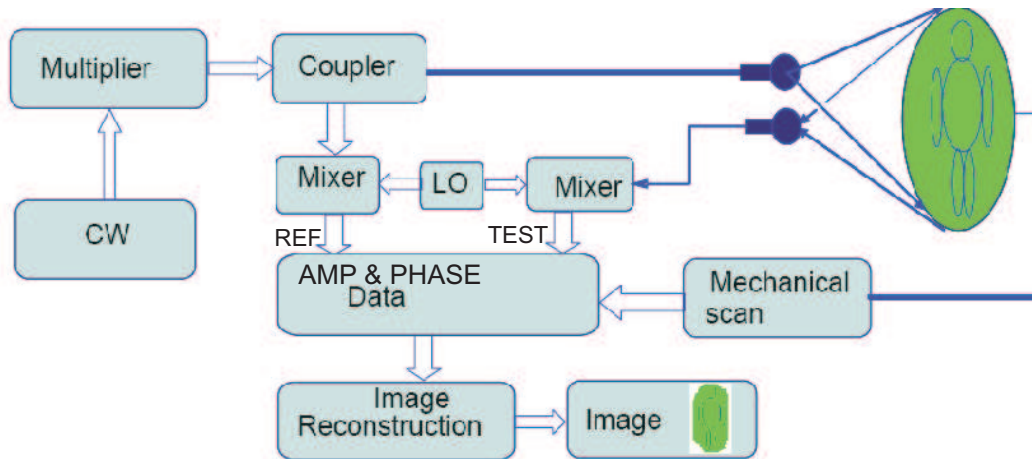 Multiplier
Coupler
CW
Mixer
LO
Mixer
REF
TEST
AMP & PHASE
Data
Mechanical
scan
Image
Reconstruction
Image